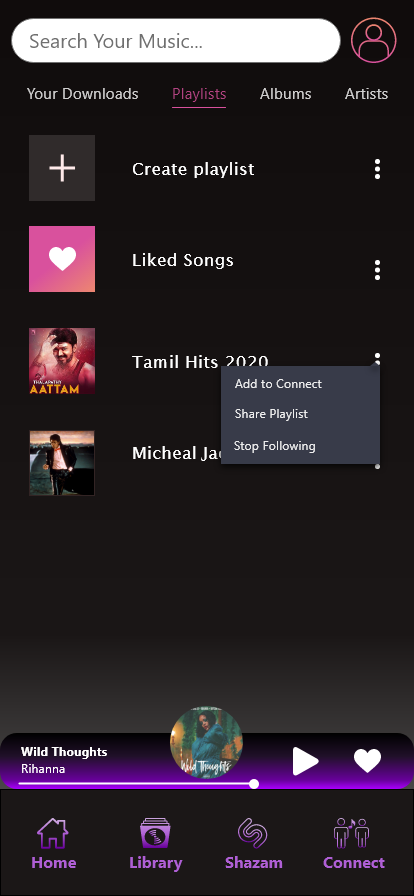 Search Your Music...
Your Downloads
Playlists
Albums
Artists
Create playlist
Liked Songs
THALAPATHY
AATTAM
Tamil Hits 2020
Add to Connect
Share Playlist
Stop Following
Micheal
Wild Thoughts
Wild Thoughts
Rihanna
Home
Library
Shazam
Connect